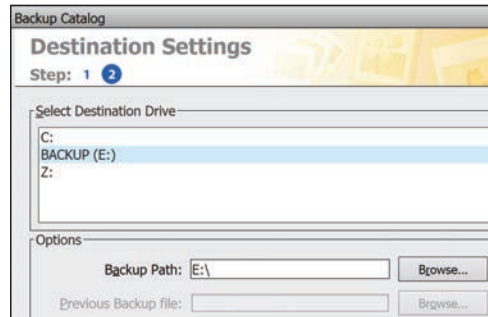 Backup Catalog
Destination Settings
Step: 1 2
Select Destination Drive
C:
BACKUP (E:)
Z:
Options
Backup Path: E:\ Browse...
Previous Backup file: Browse...